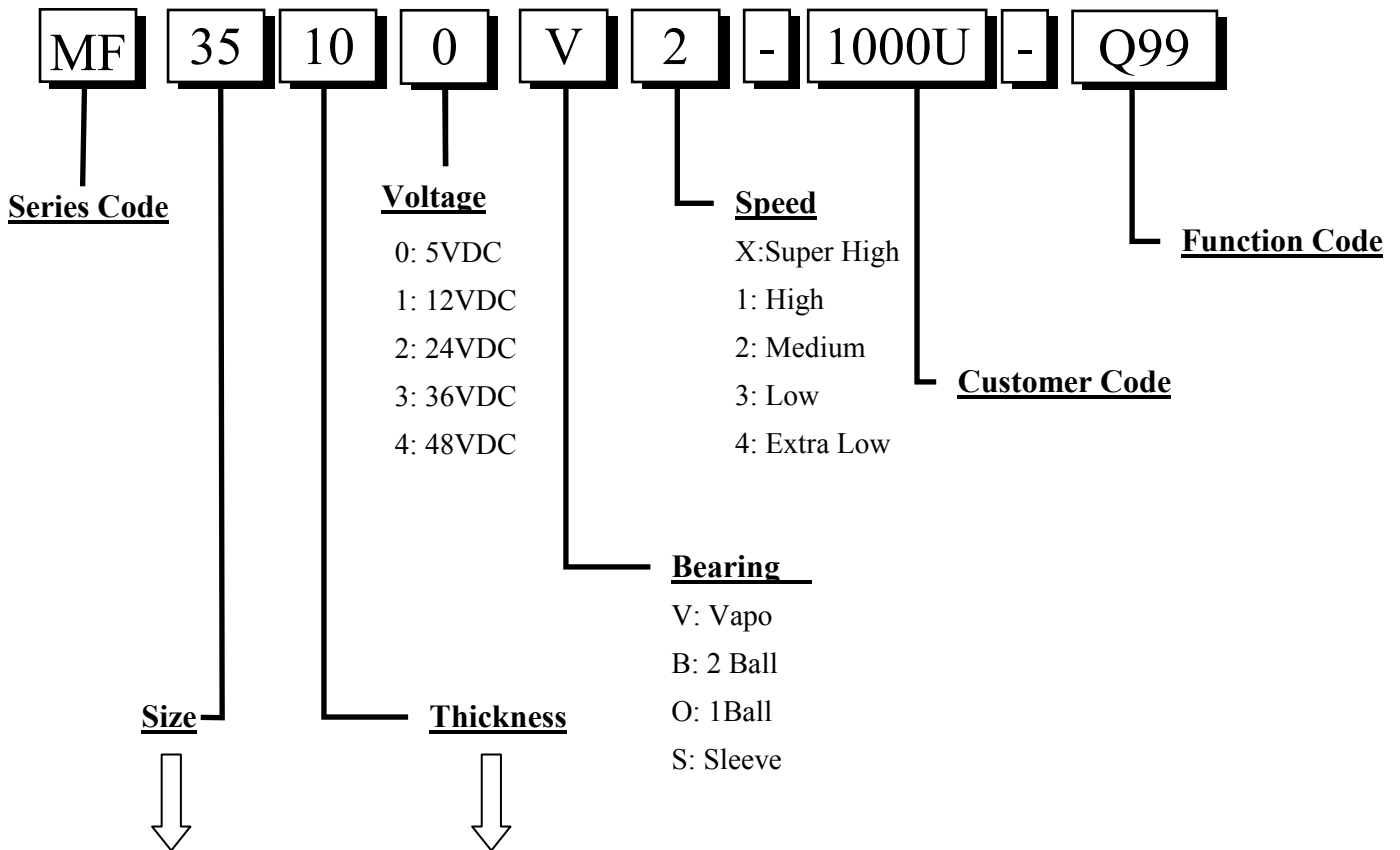 MF 35 10 0 V 2 - 1000U - Q99
Series Code
Voltage
0: 5VDC
1: 12VDC
2: 24VDC
3: 36VDC
4: 48VDC
Speed
X:Super High
1: High
2: Medium
3: Low
4: Extra Low
Function Code
Customer Code
Bearing
V: Vapo
B: 2 Ball
O: 1Ball
S: Sleeve
Size
Thickness